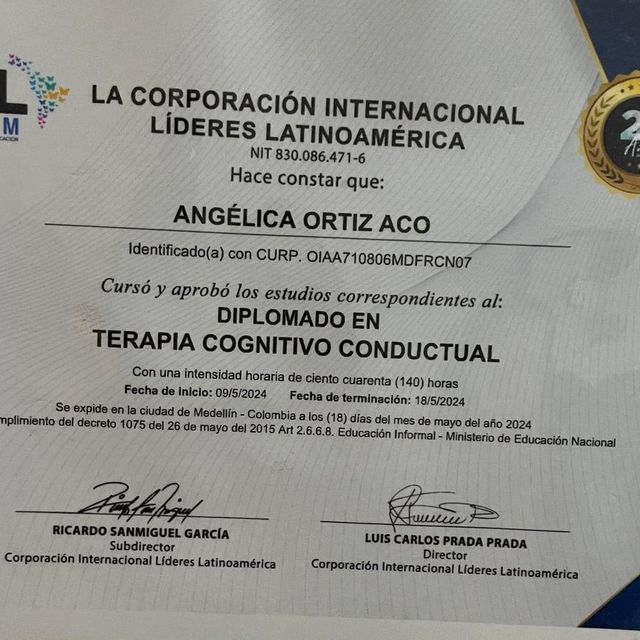 L
M
LA CORPORACIÓN INTERNACIONAL
LÍDERES LATINOAMÉRICA
NIT 830.086.471-6
Hace constar que:
ANGÉLICA ORTIZ ACO
Identificado(a) con CURP. OIAA710806MDFRCN07
Cursó y aprobó los estudios correspondientes al:
DIPLOMADO EN
TERAPIA COGNITIVO CONDUCTUAL
Con una intensidad horaria de ciento cuarenta (140) horas
Fecha de inicio: 09/5/2024 Fecha de terminación: 18/5/2024
Se expide en la ciudad de Medellín - Colombia a los (18) días del mes de mayo del año 2024
mplimiento del decreto 1075 del 26 de mayo del 2015 Art 2.6.6.8. Educación Informal - Ministerio de Educación Nacional
RICARDO SANMIGUEL GARCÍA
Subdirector
Corporación Internacional Líderes Latinoamérica
LUIS CARLOS PRADA PRADA
Director
Corporación Internacional Líderes Latinoamérica